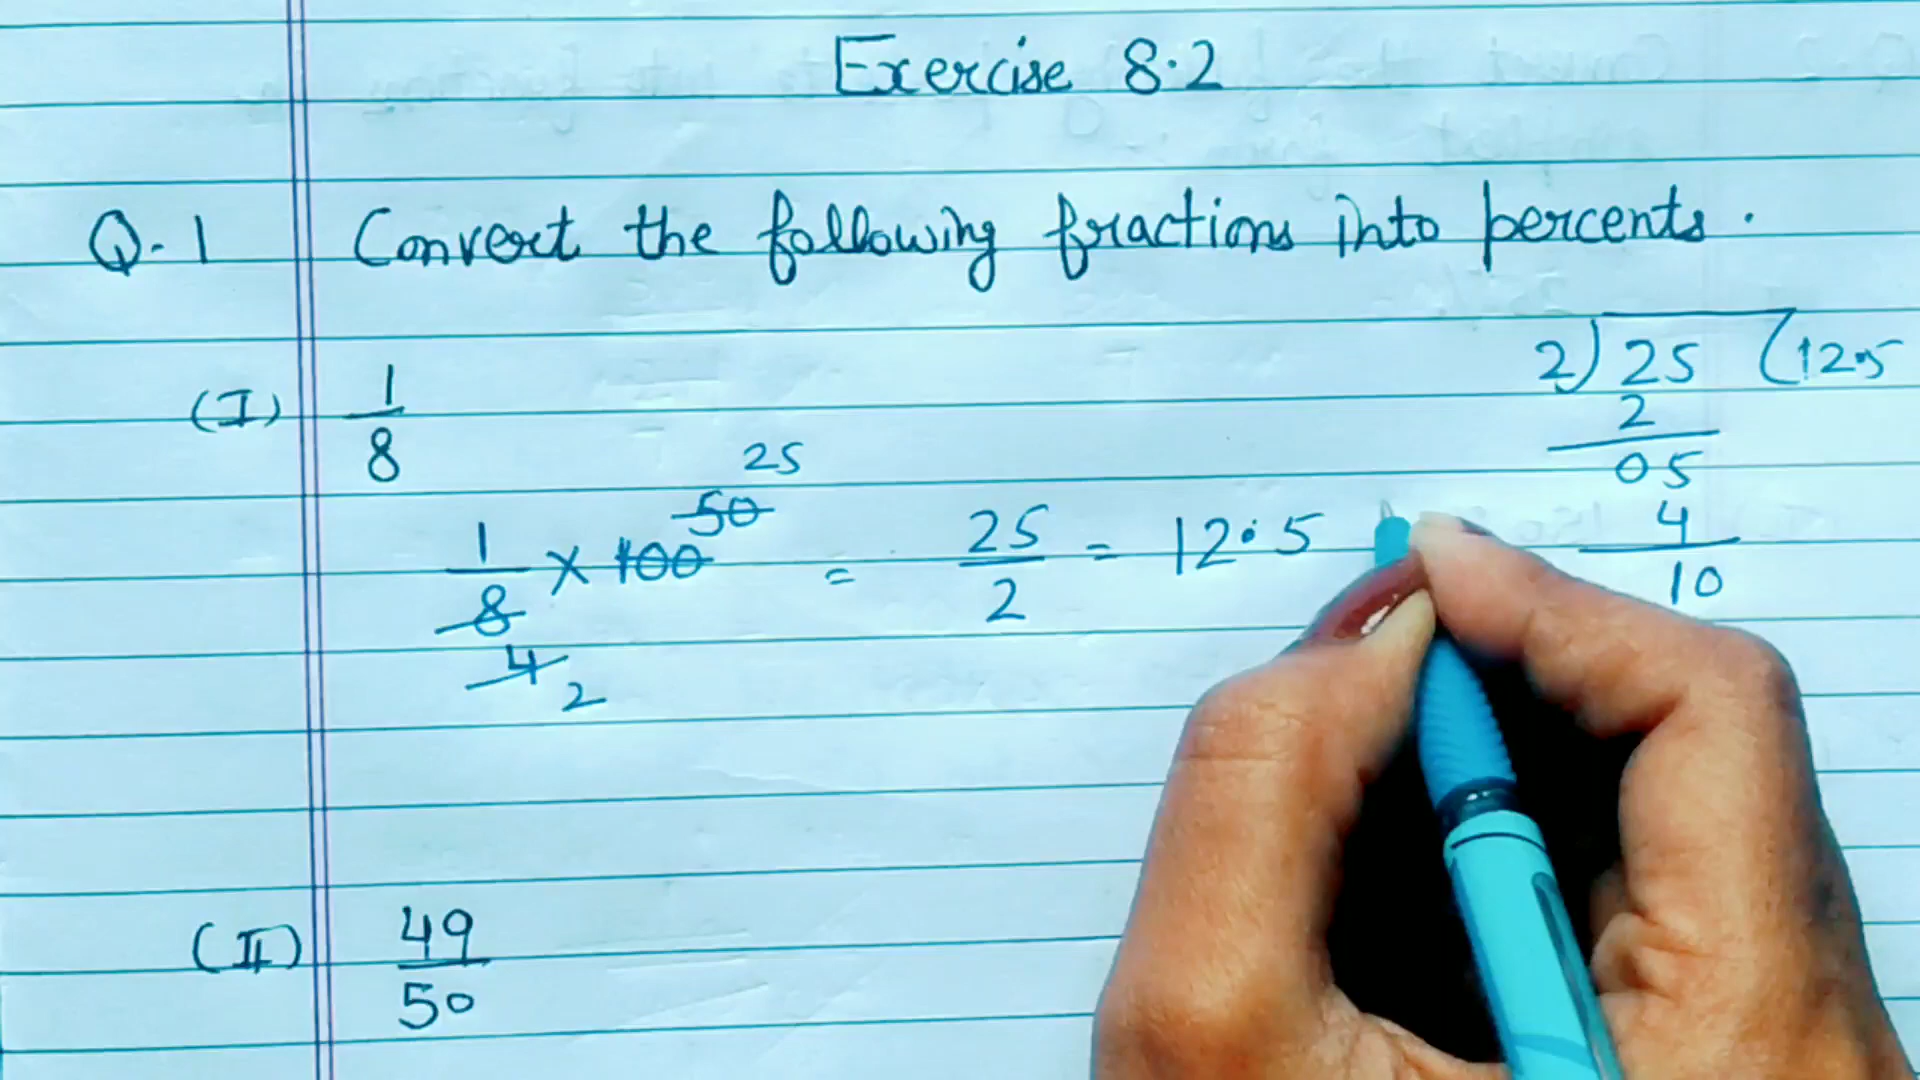 Exercise 8.2
Q.1 Convert the following fractions into percents.
2) 25 (12.5
2
05
4
10
(I) 1/8
1/8 × 100 = 25/2 = 12.5
50
25
4
2
(II) 49/50